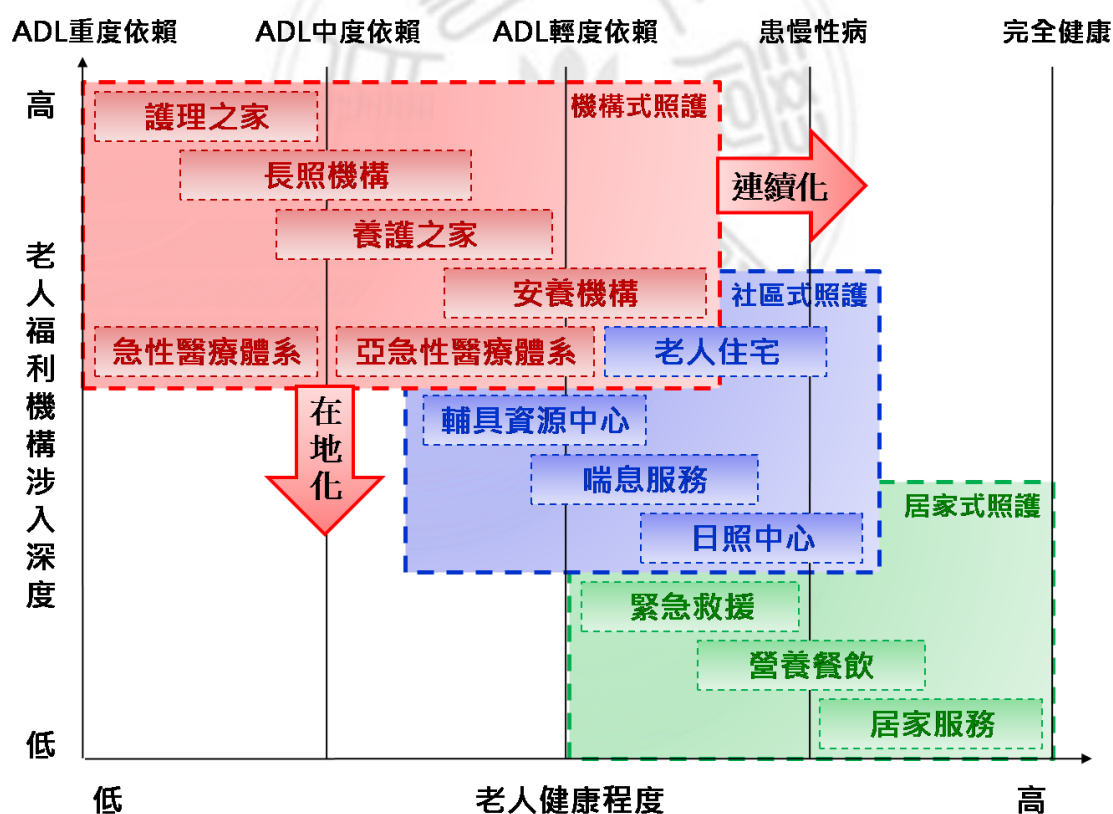 ADL重度依賴
ADL中度依賴
ADL輕度依賴
患慢性病
完全健康
高
老人福利機構涉入深度
低
機構式照護
護理之家
長照機構
養護之家
安養機構
急性醫療體系
亞急性醫療體系
連續化
在地化
社區式照護
老人住宅
輔具資源中心
喘息服務
日照中心
居家式照護
緊急救援
營養餐飲
居家服務
低
老人健康程度
高